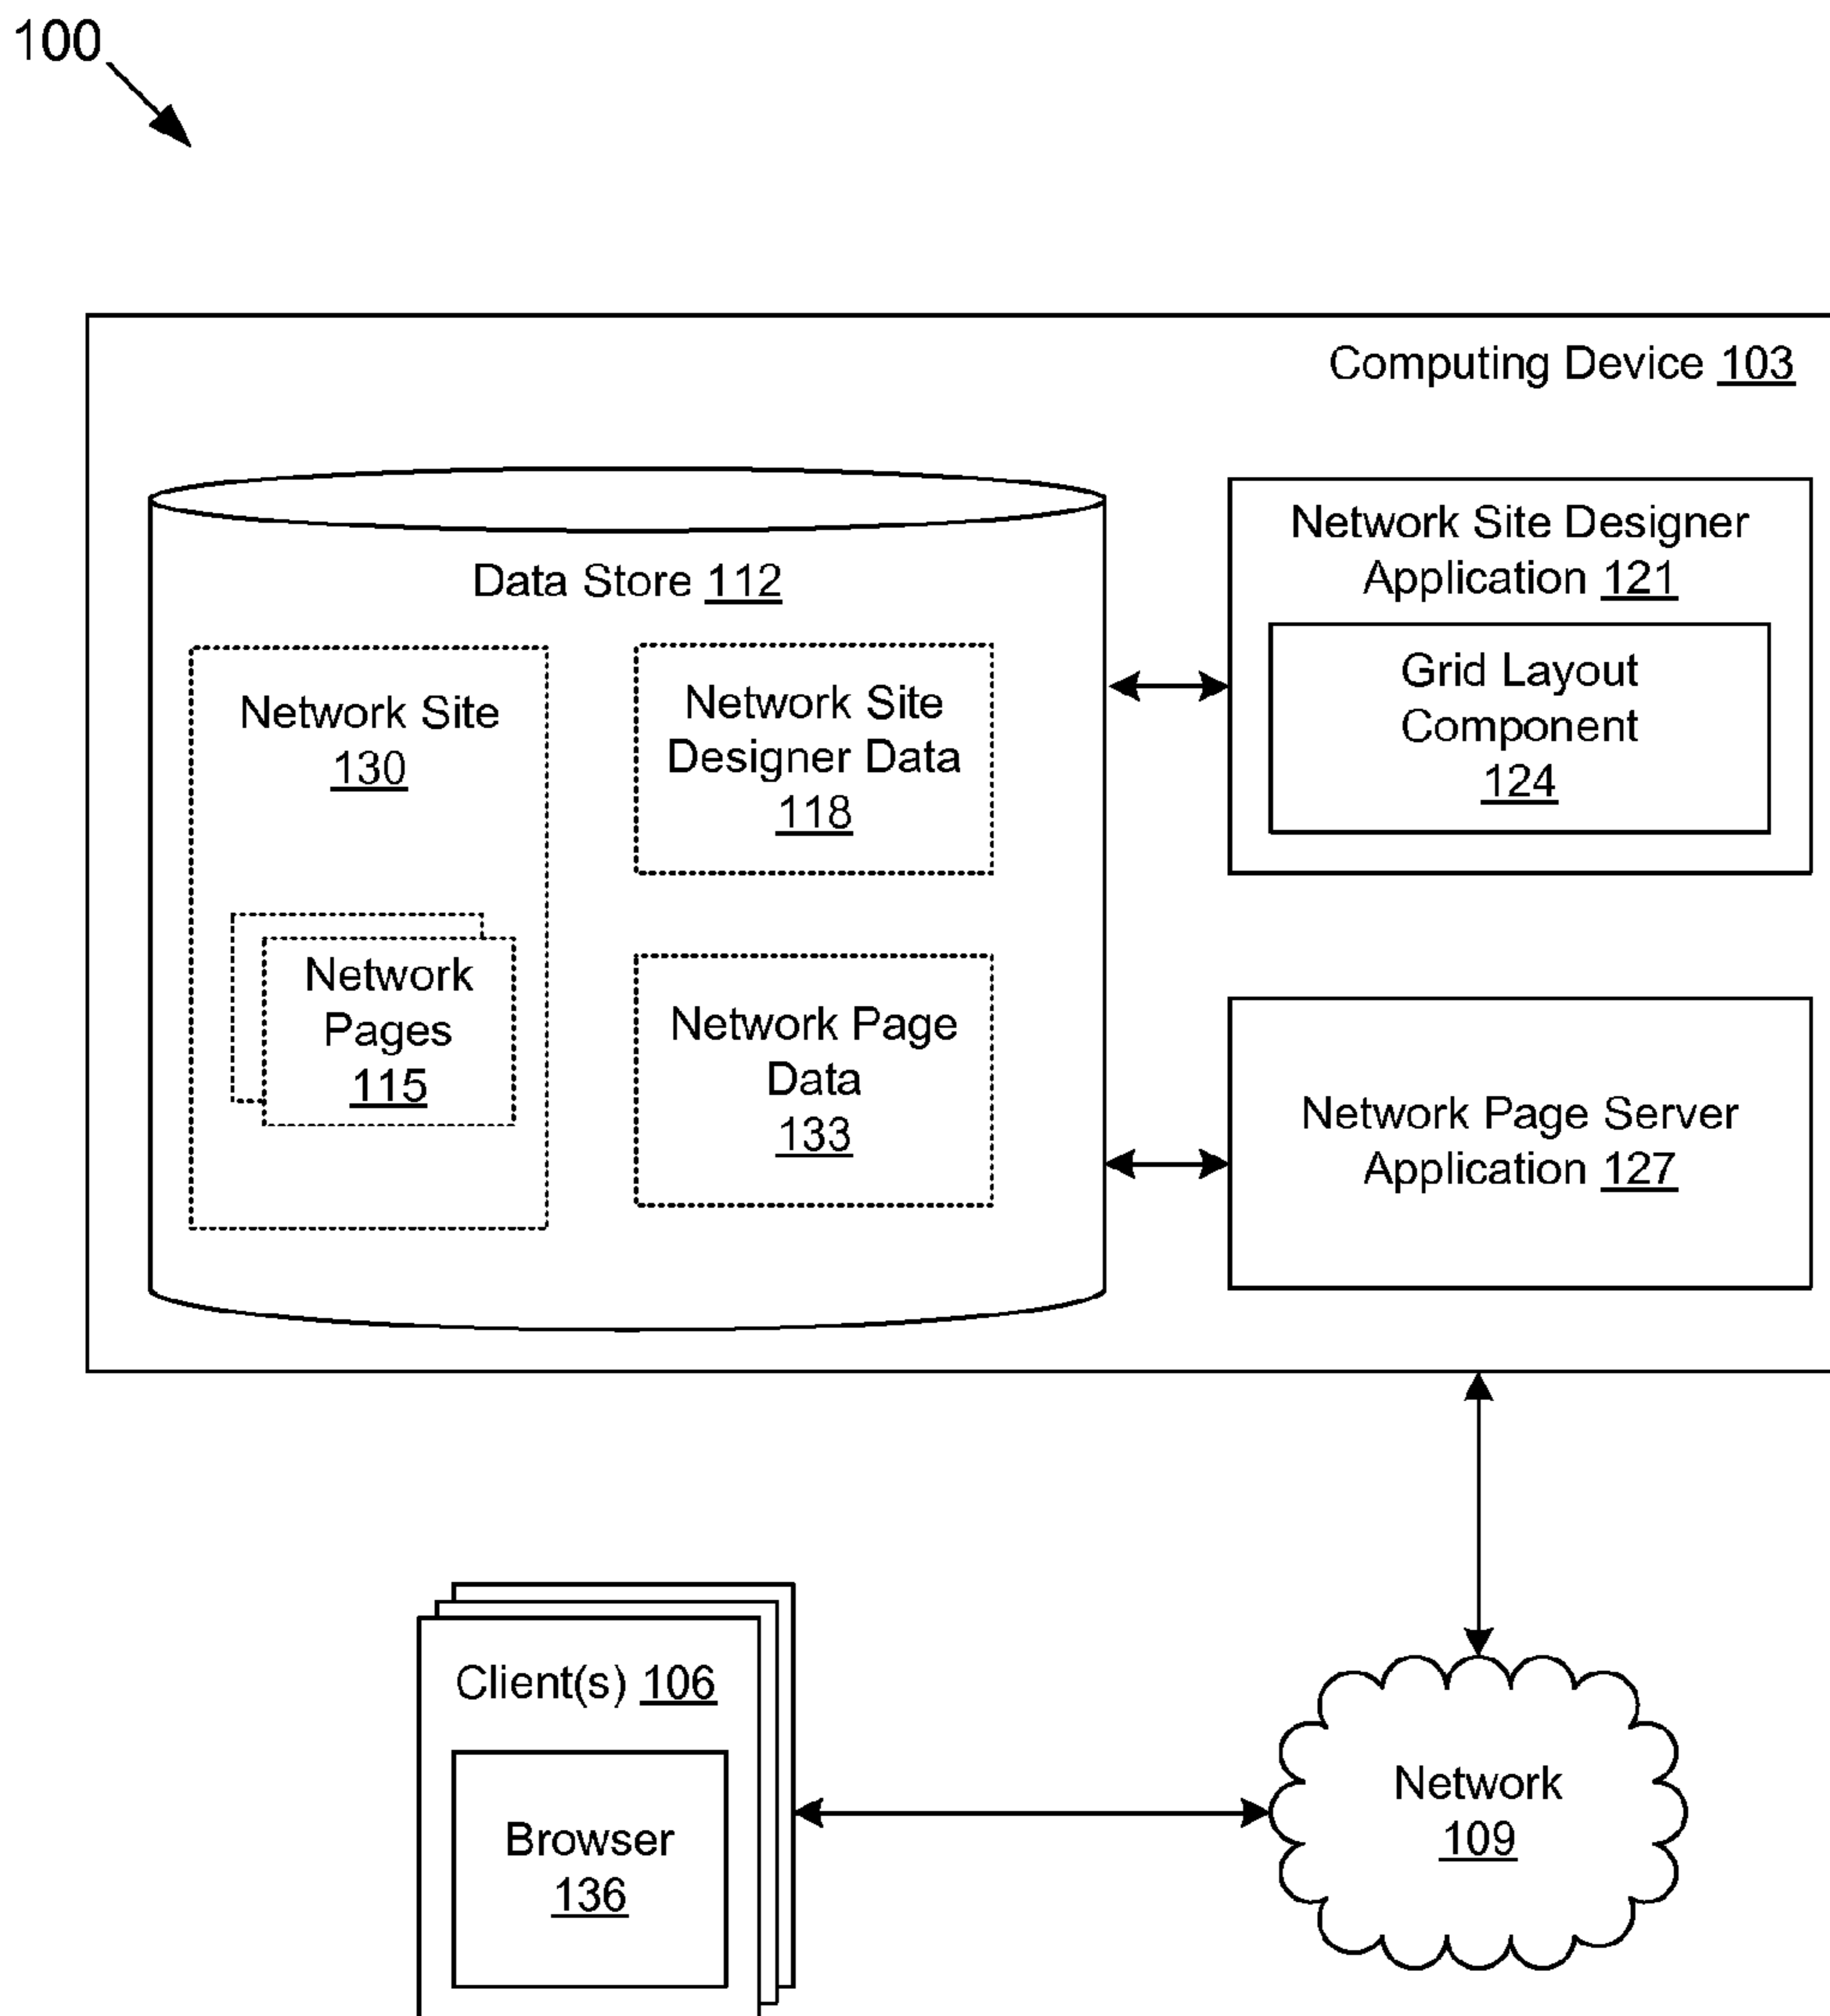 100
Computing Device 103
Data Store 112
Network Site
130
Network
Pages
115
Network Site
Designer Data
118
Network Page
Data
133
Network Site Designer
Application 121
Grid Layout
Component
124
Network Page Server
Application 127
Client(s) 106
Browser
136
Network
109